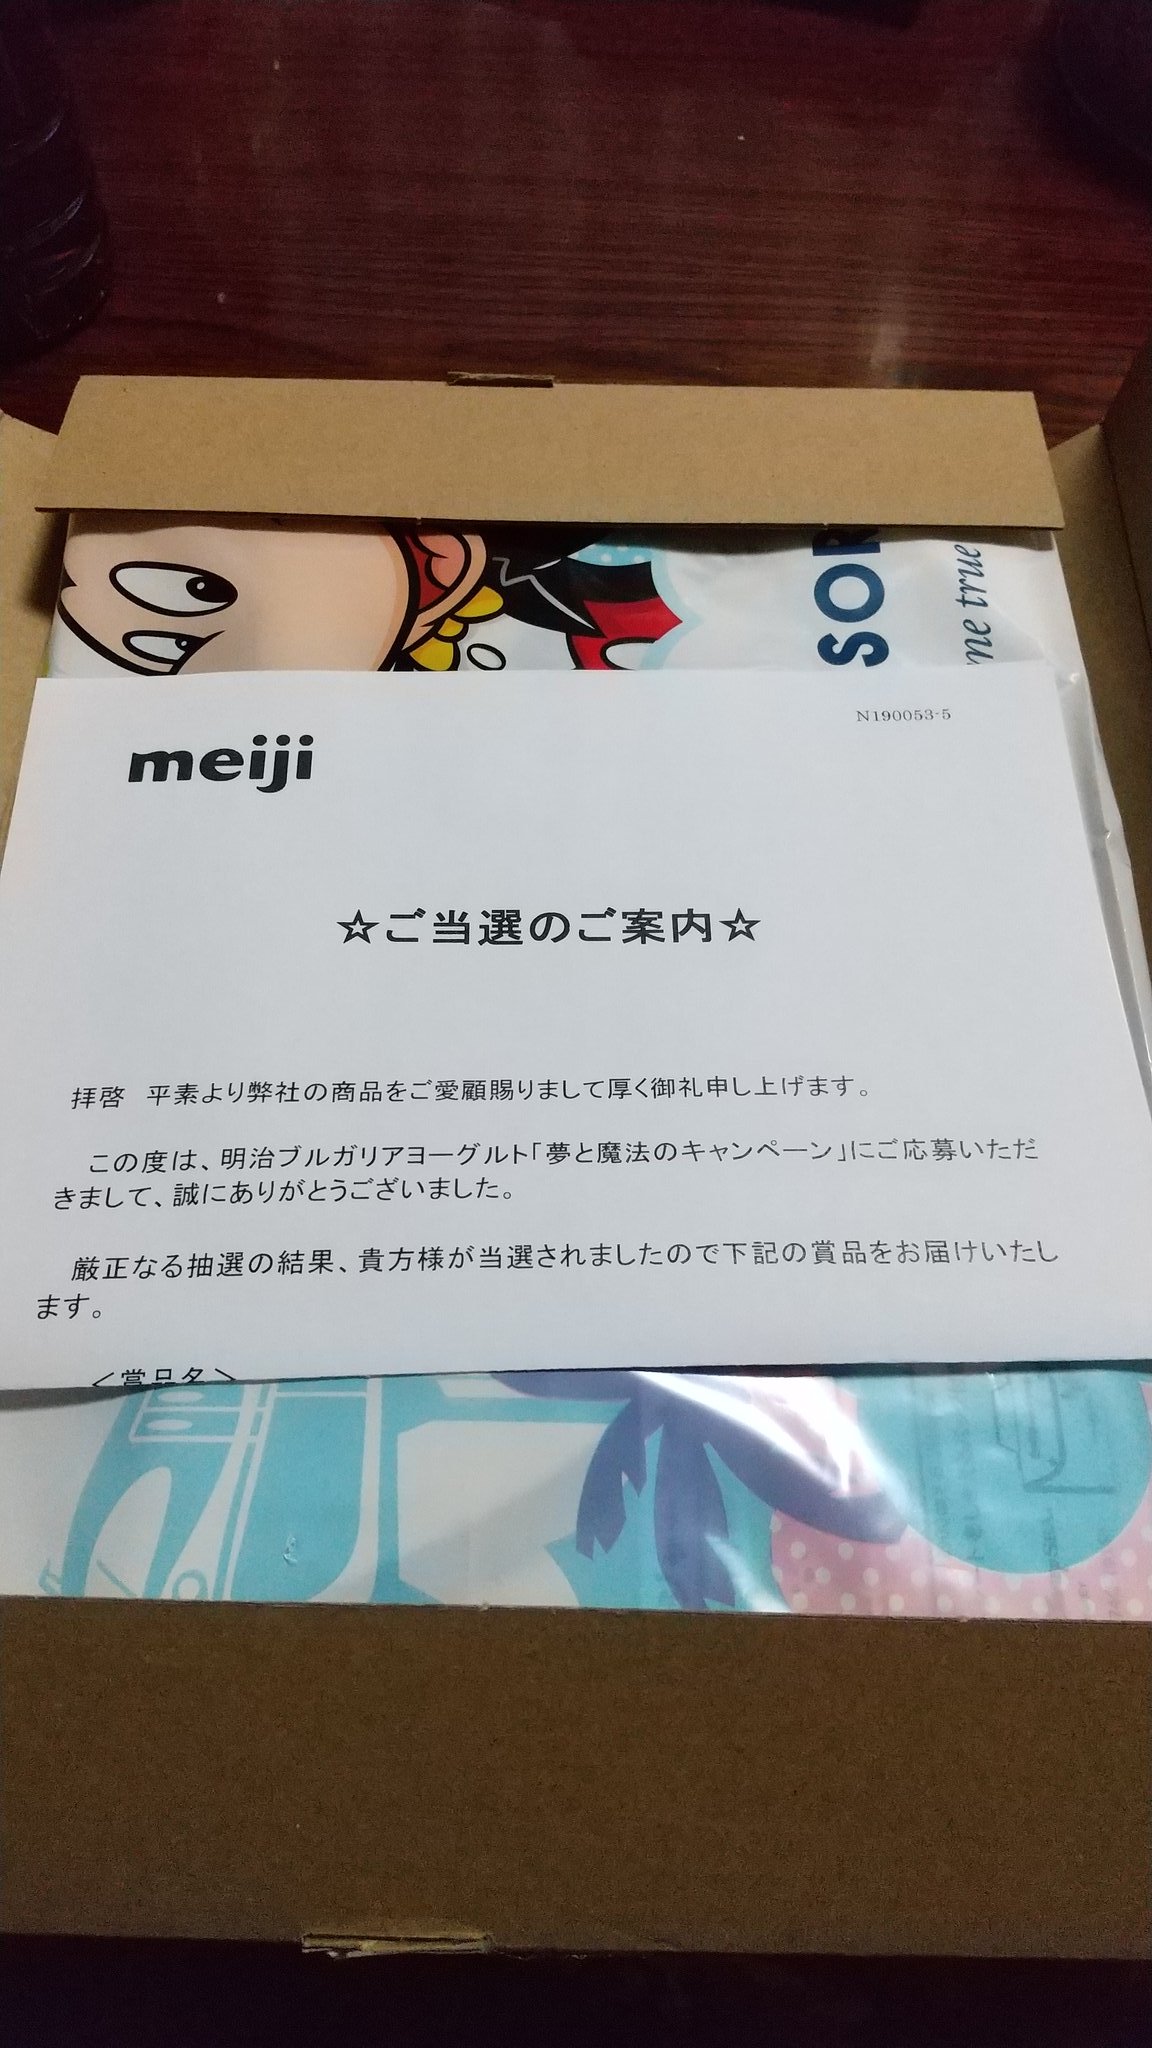 SOR
me true
N190053-5
meiji
☆ご当選のご案内☆
拝啓　平素より弊社の商品をご愛顧賜りまして厚く御礼申し上げます。
この度は、明治ブルガリアヨーグルト「夢と魔法のキャンペーン」にご応募いただ
きまして、誠にありがとうございました。
厳正なる抽選の結果、貴方様が当選されましたので下記の賞品をお届けいたし
ます。
＜賞品名＞